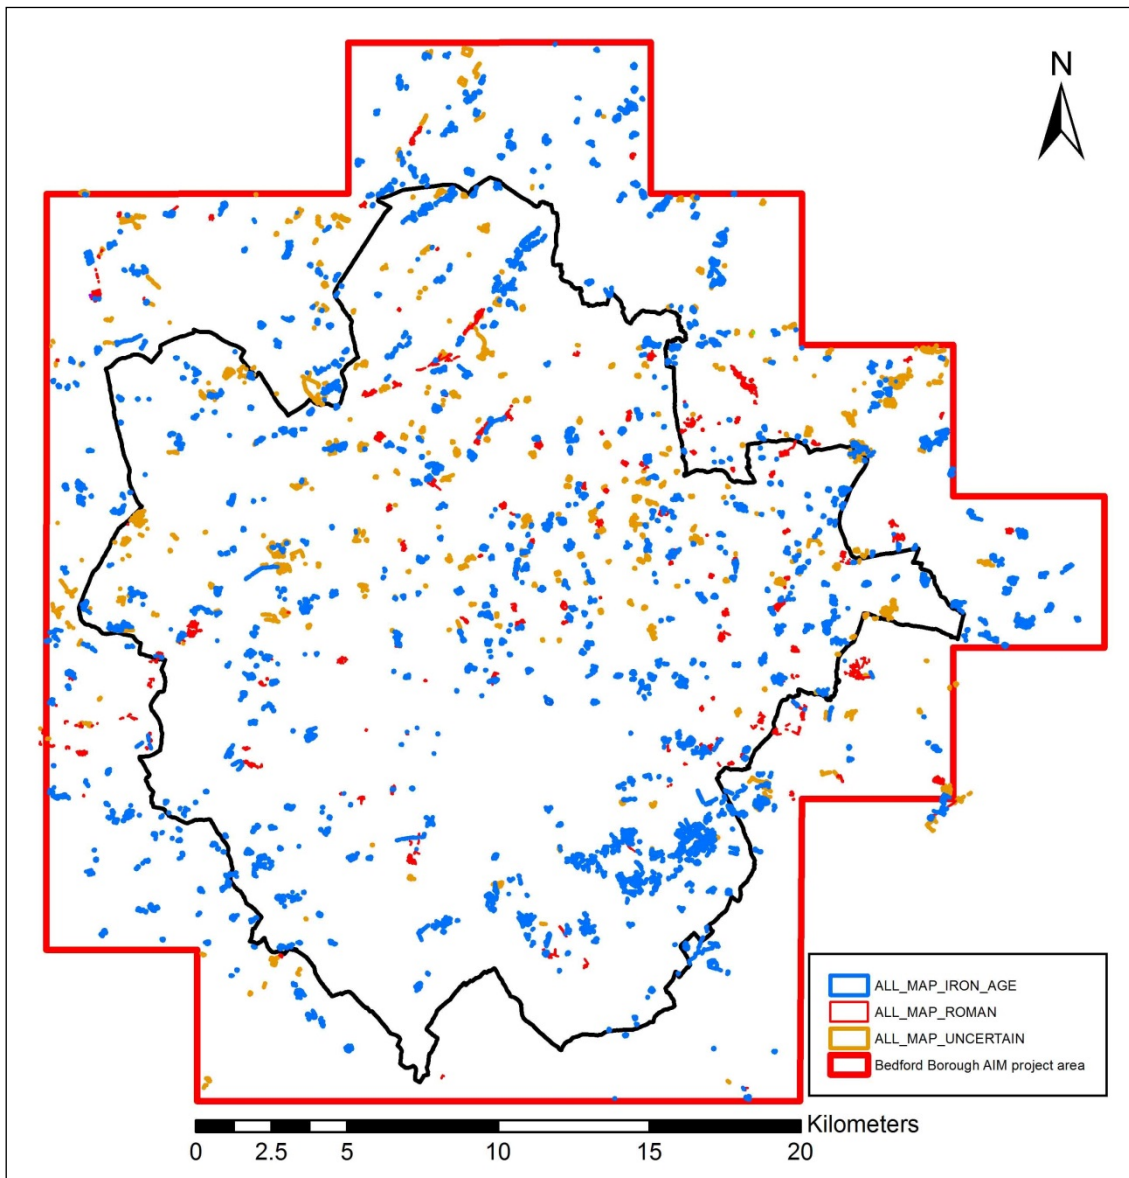 N
ALL_MAP_IRON_AGE
ALL_MAP_ROMAN
ALL_MAP_UNCERTAIN
Bedford Borough AIM project area
Kilometers
0 2.5 5 10 15 20